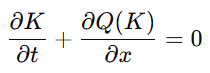 ∂K/∂t + ∂Q(K)/∂x = 0